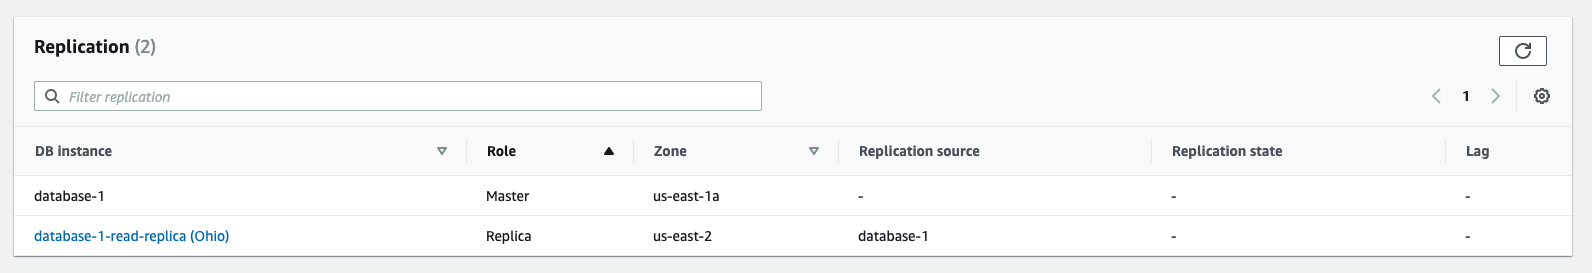 Replication (2)
Filter replication
1
DB instance Role Zone Replication source Replication state Lag
database-1 Master us-east-1a - - -
database-1-read-replica (Ohio) Replica us-east-2 database-1 - -